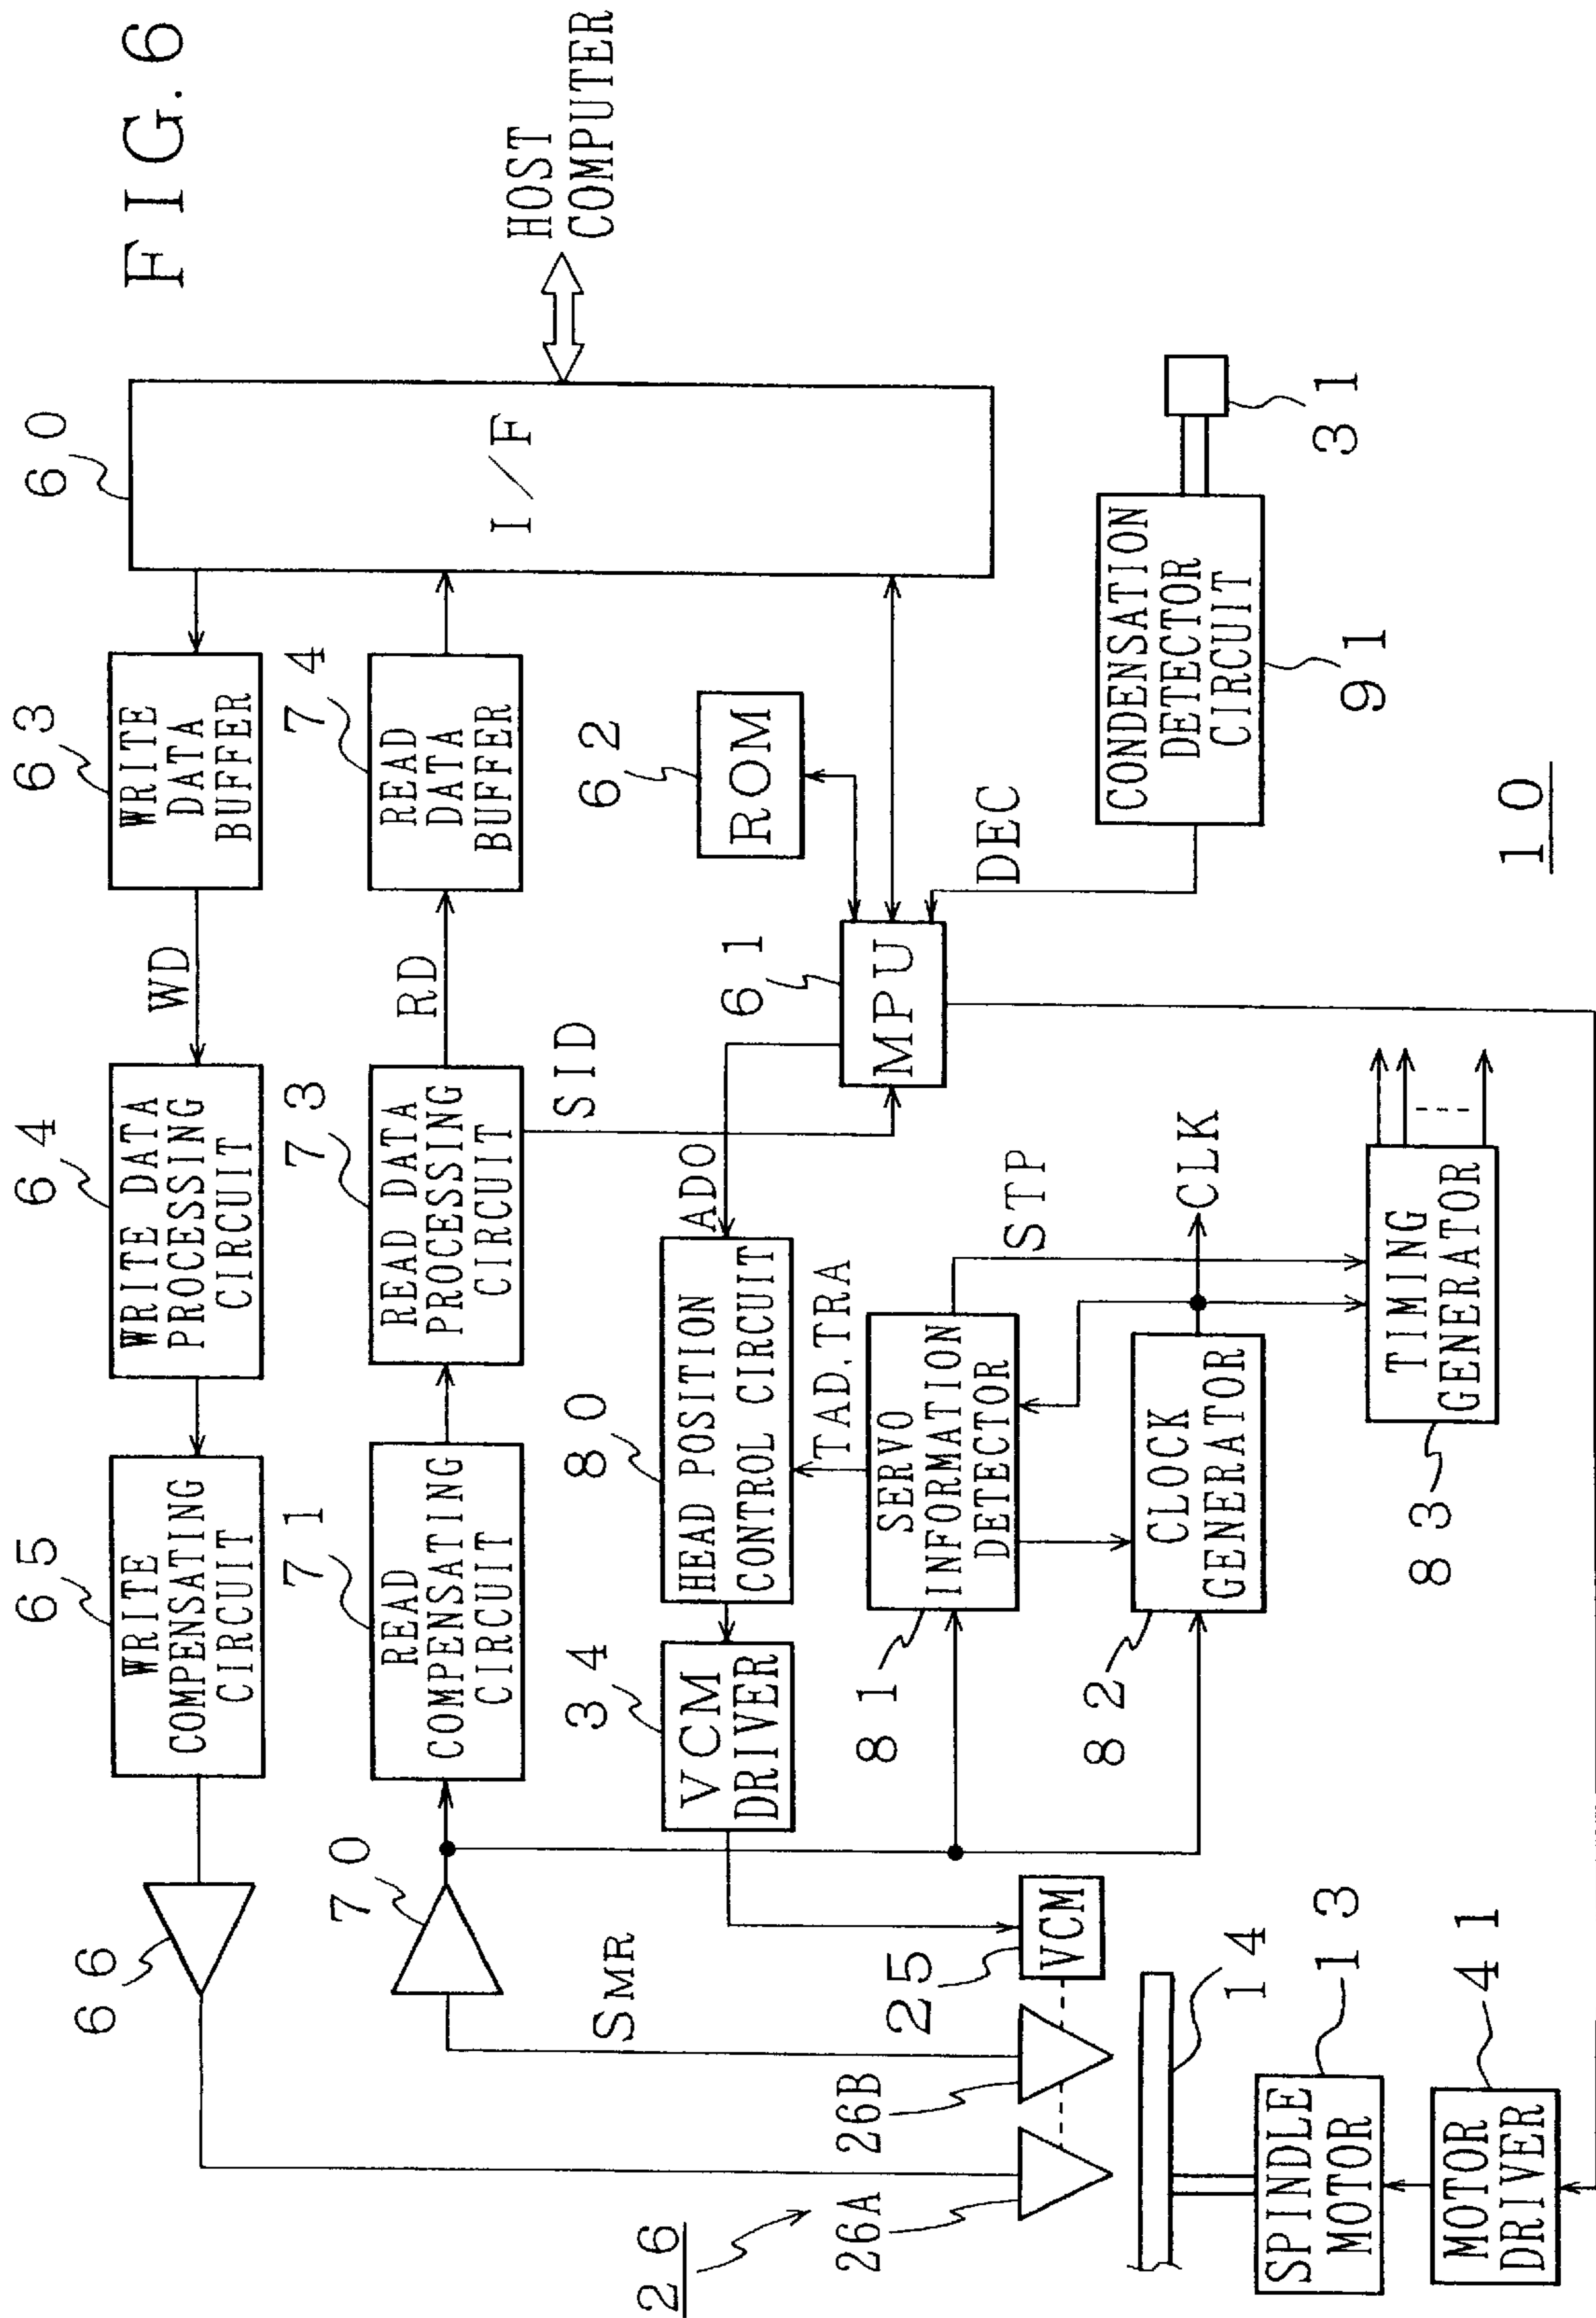 FIG. 6
66
65
64
63
60
WRITE
COMPENSATING
CIRCUIT
WRITE DATA
PROCESSING
CIRCUIT
WD
WRITE
DATA
BUFFER
I/F
HOST
COMPUTER
70
71
73
74
READ
COMPENSATING
CIRCUIT
READ DATA
PROCESSING
CIRCUIT
RD
READ
DATA
BUFFER
SMR
SID
34
80
ADO
61
62
VCM
DRIVER
HEAD POSITION
CONTROL CIRCUIT
MPU
ROM
TAD.TRA
DEC
26
26A
26B
25
VCM
81
SERVO
INFORMATION
DETECTOR
STP
82
CLOCK
GENERATOR
CLK
CONDENSATION
DETECTOR
CIRCUIT
31
91
14
SPINDLE
MOTOR
13
83
TIMING
GENERATOR
MOTOR
DRIVER
41
10